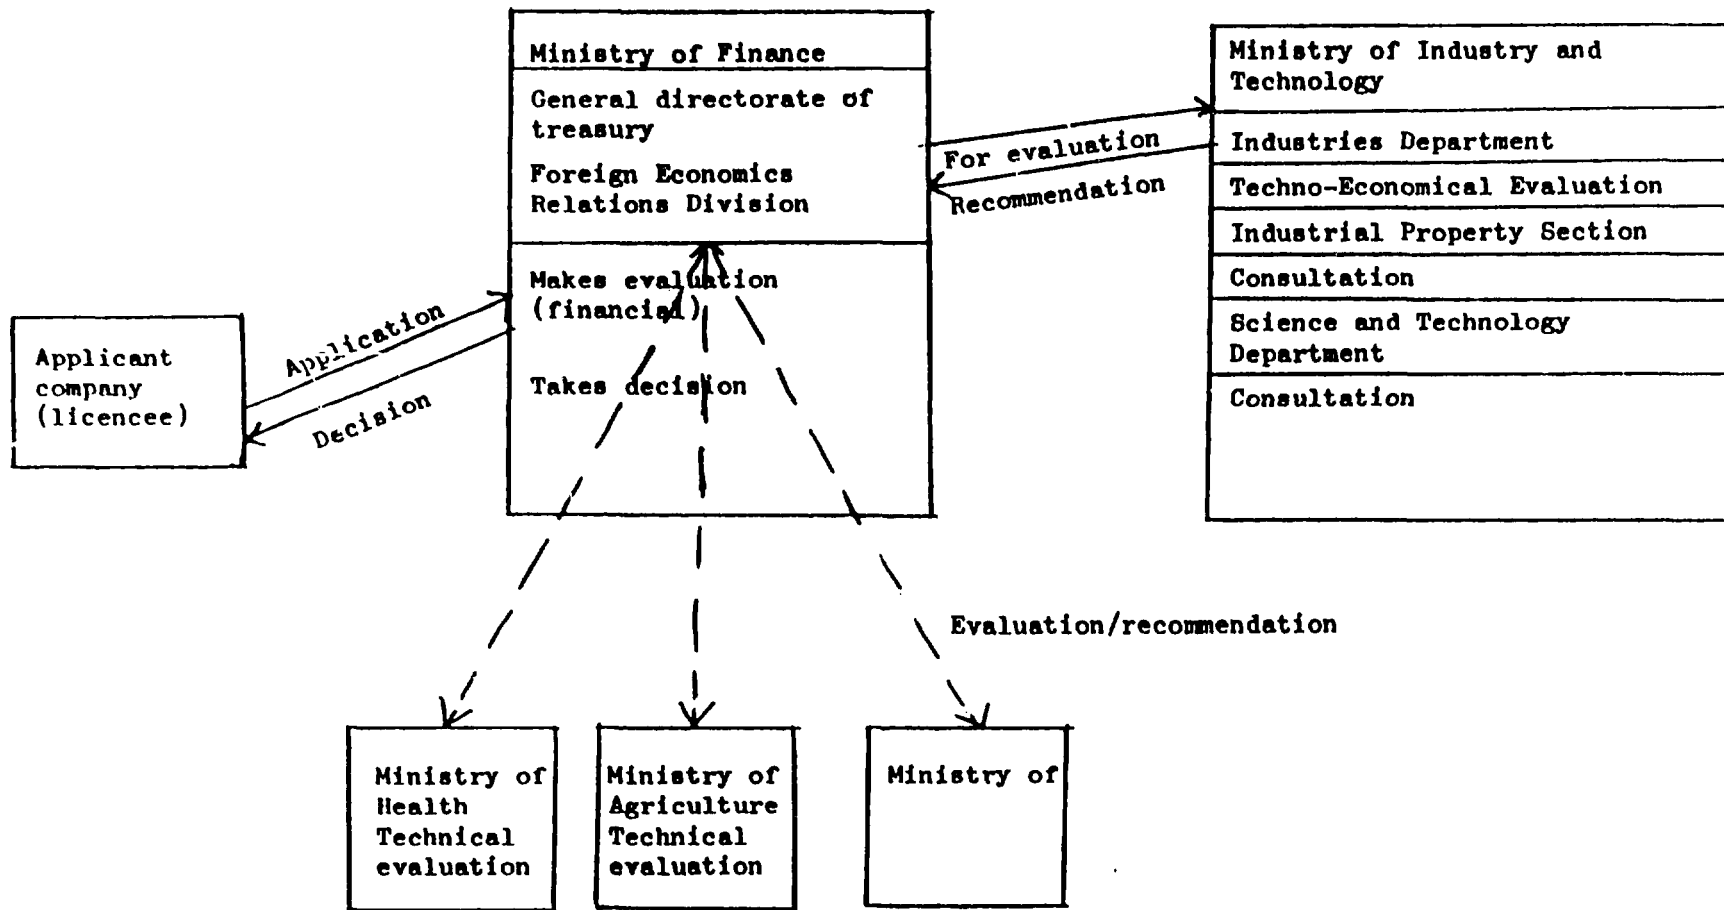 Ministry of Finance
General directorate of
treasury
Foreign Economics
Relations Division
Makes evaluation
(financial)
Takes decision
Ministry of Industry and
Technology
Industries Department
Techno-Economical Evaluation
Industrial Property Section
Consultation
Science and Technology
Department
Consultation
For evaluation
Recommendation
Applicant
company
(licencee)
Application
Decision
Evaluation/recommendation
Ministry of
Health
Technical
evaluation
Ministry of
Agriculture
Technical
evaluation
Ministry of